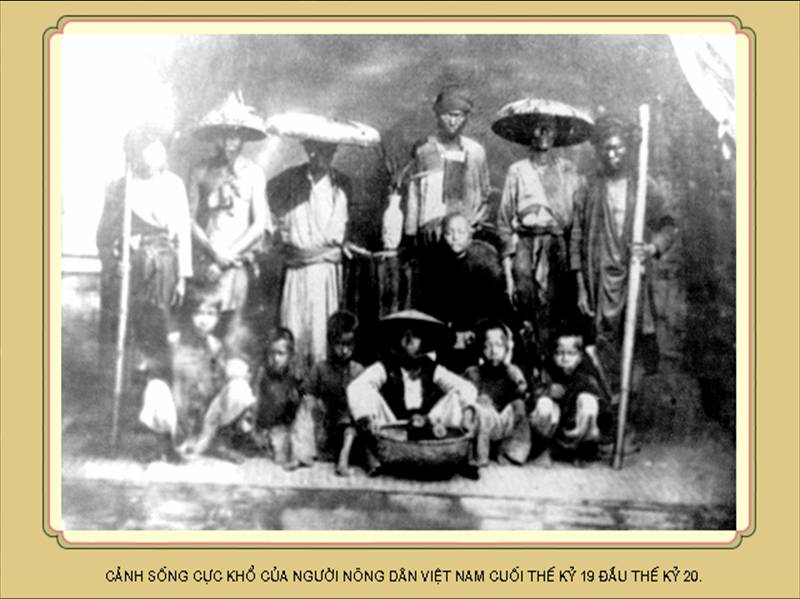 CẢNH SỐNG CỰC KHỔ CỦA NGƯỜI NÔNG DÂN VIỆT NAM CUỐI THẾ KỶ 19 ĐẦU THẾ KỶ 20.